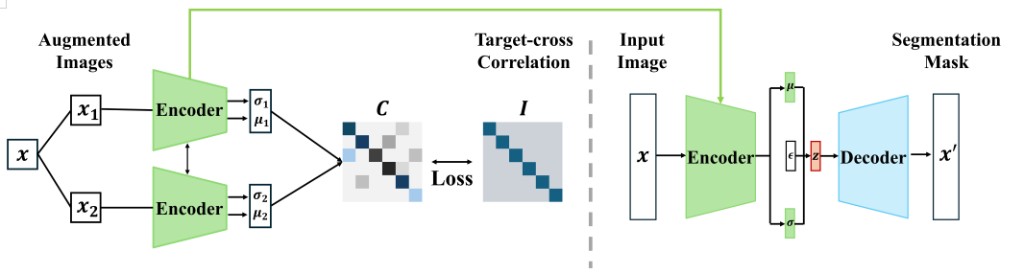 Augmented
Images
x
x1
x2
Encoder
Encoder
σ1
μ1
σ2
μ2
C
Loss
Target-cross
Correlation
I
Input
Image
x
Encoder
μ
ϵ
z
σ
Decoder
Segmentation
Mask
x′